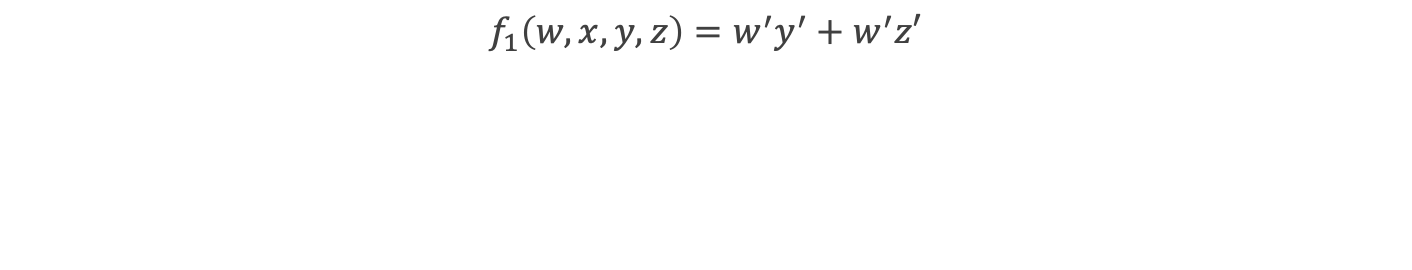 f₁(w, x, y, z) = w′y′ + w′z′